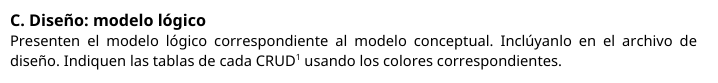 C. Diseño: modelo lógico
Presenten el modelo lógico correspondiente al modelo conceptual. Inclúyanlo en el archivo de
diseño. Indiquen las tablas de cada CRUD¹ usando los colores correspondientes.